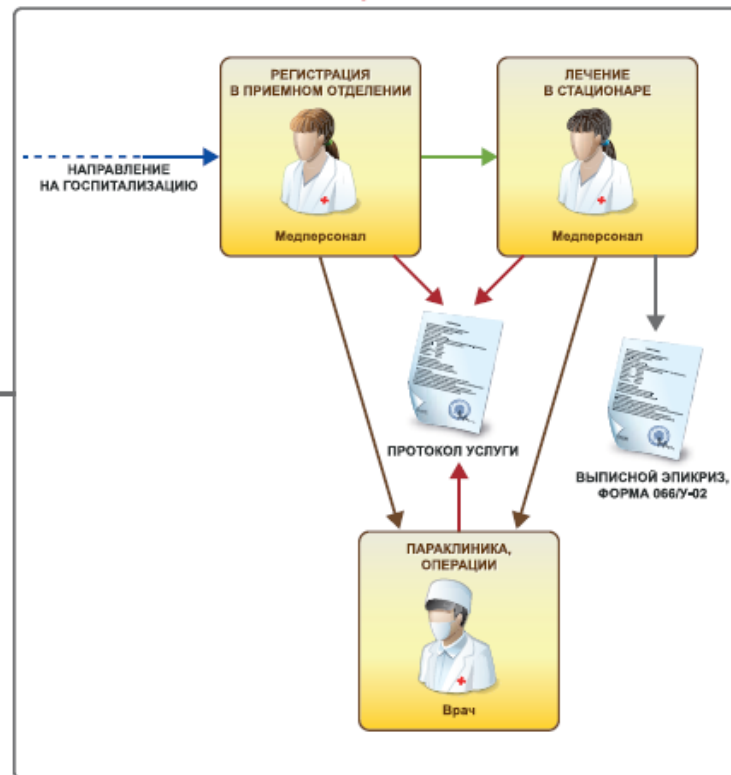 РЕГИСТРАЦИЯ
В ПРИЕМНОМ ОТДЕЛЕНИИ
Медперсонал
ЛЕЧЕНИЕ
В СТАЦИОНАРЕ
Медперсонал
НАПРАВЛЕНИЕ
НА ГОСПИТАЛИЗАЦИЮ
ПРОТОКОЛ УСЛУГИ
ВЫПИСНОЙ ЭПИКРИЗ,
ФОРМА 066/У-02
ПАРАКЛИНИКА,
ОПЕРАЦИИ
Врач